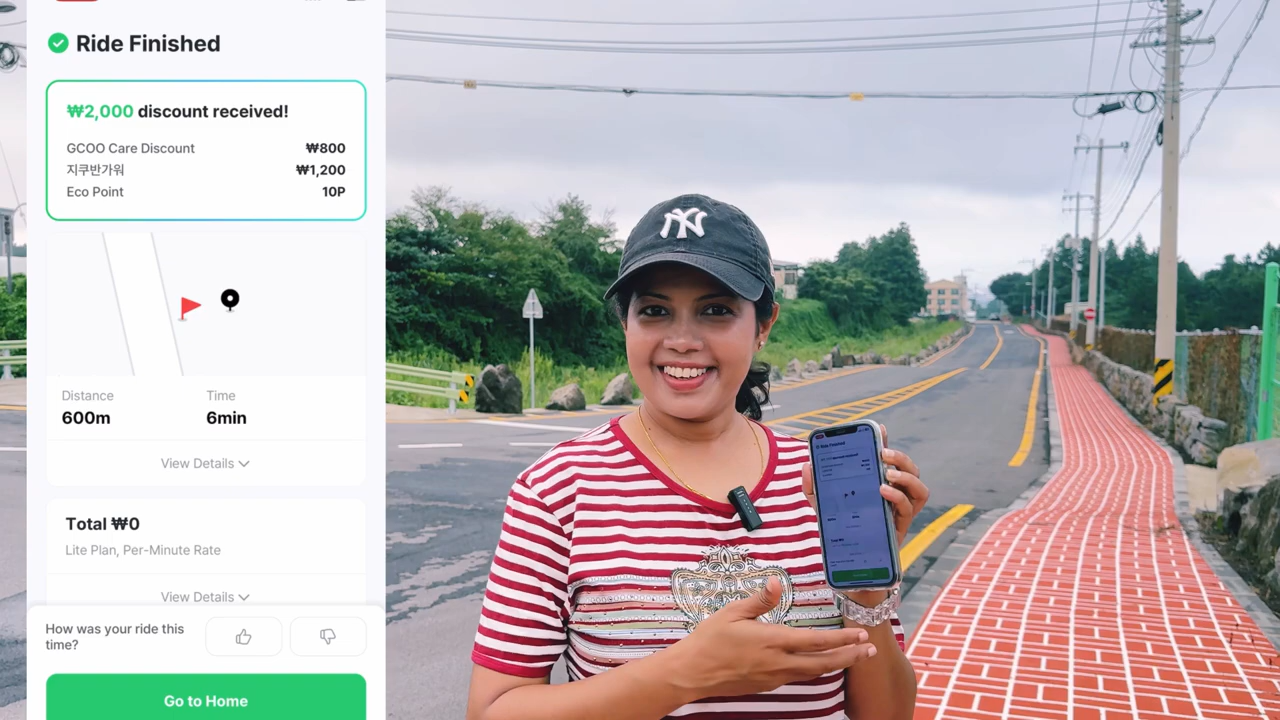 Ride Finished
₩2,000 discount received!
GCOO Care Discount ₩800
지쿠반가워 ₩1,200
Eco Point 10P
Distance Time
600m 6min
View Details
Total ₩0
Lite Plan, Per-Minute Rate
View Details
How was your ride this
time?
Go to Home
NY
Ride Finished